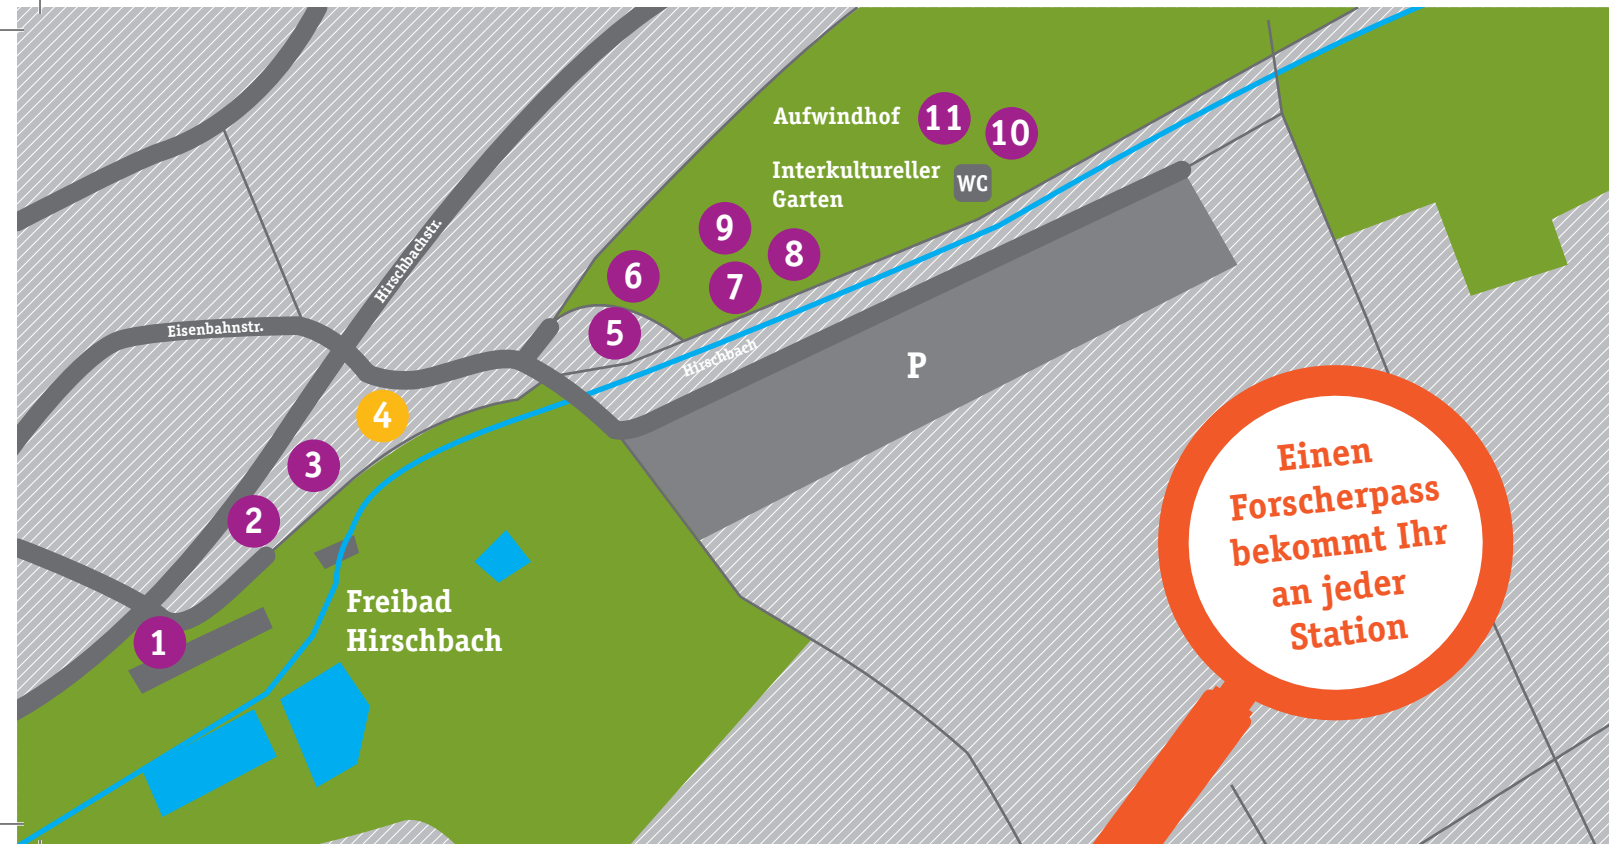 Aufwindhof
11
10
Interkultureller
Garten
WC
9
8
6
7
5
Hirschbachstr.
Eisenbahnstr.
Hirschbach
P
4
3
2
1
Freibad
Hirschbach
Einen
Forscherpass
bekommt Ihr
an jeder
Station